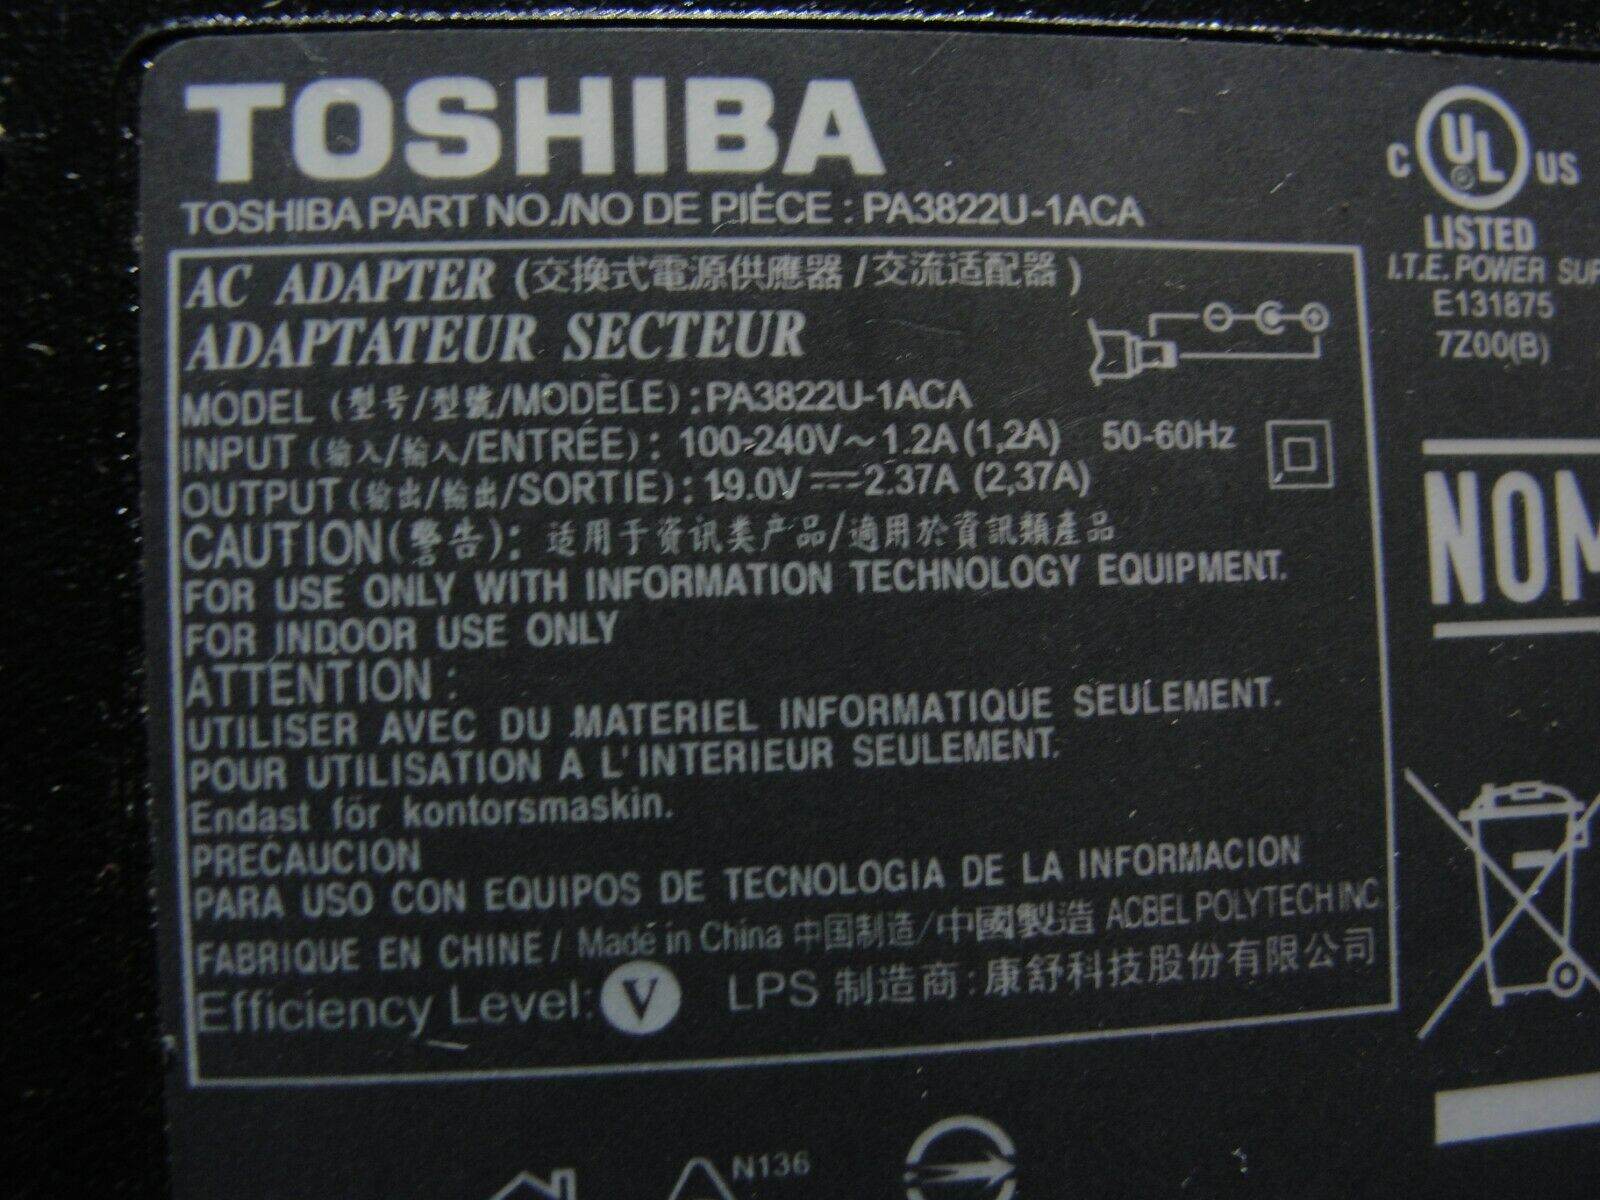 TOSHIBA
TOSHIBA PART NO./NO DE PIÈCE : PA3822U-1ACA
AC ADAPTER (交換式電源供應器 / 交流适配器 )
ADAPTATEUR SECTEUR
MODEL (型号/型號/MODÈLE) : PA3822U-1ACA
INPUT (输入/輸入/ENTRÉE) : 100-240V~1.2A (1,2A) 50-60Hz
OUTPUT (输出/輸出/SORTIE) : 19.0V⎓2.37A (2,37A)
CAUTION(警告): 适用于资讯类产品/適用於資訊類產品
FOR USE ONLY WITH INFORMATION TECHNOLOGY EQUIPMENT.
FOR INDOOR USE ONLY
ATTENTION :
UTILISER AVEC DU MATERIEL INFORMATIQUE SEULEMENT.
POUR UTILISATION A L'INTERIEUR SEULEMENT.
Endast för kontorsmaskin.
PRECAUCION
PARA USO CON EQUIPOS DE TECNOLOGIA DE LA INFORMACION
FABRIQUE EN CHINE / Made in China 中国制造/中國製造 ACBEL POLYTECH INC
Efficiency Level: V LPS 制造商:康舒科技股份有限公司
C UL US
LISTED
I.T.E. POWER SUP
E131875
7Z00(B)
NOM
N136